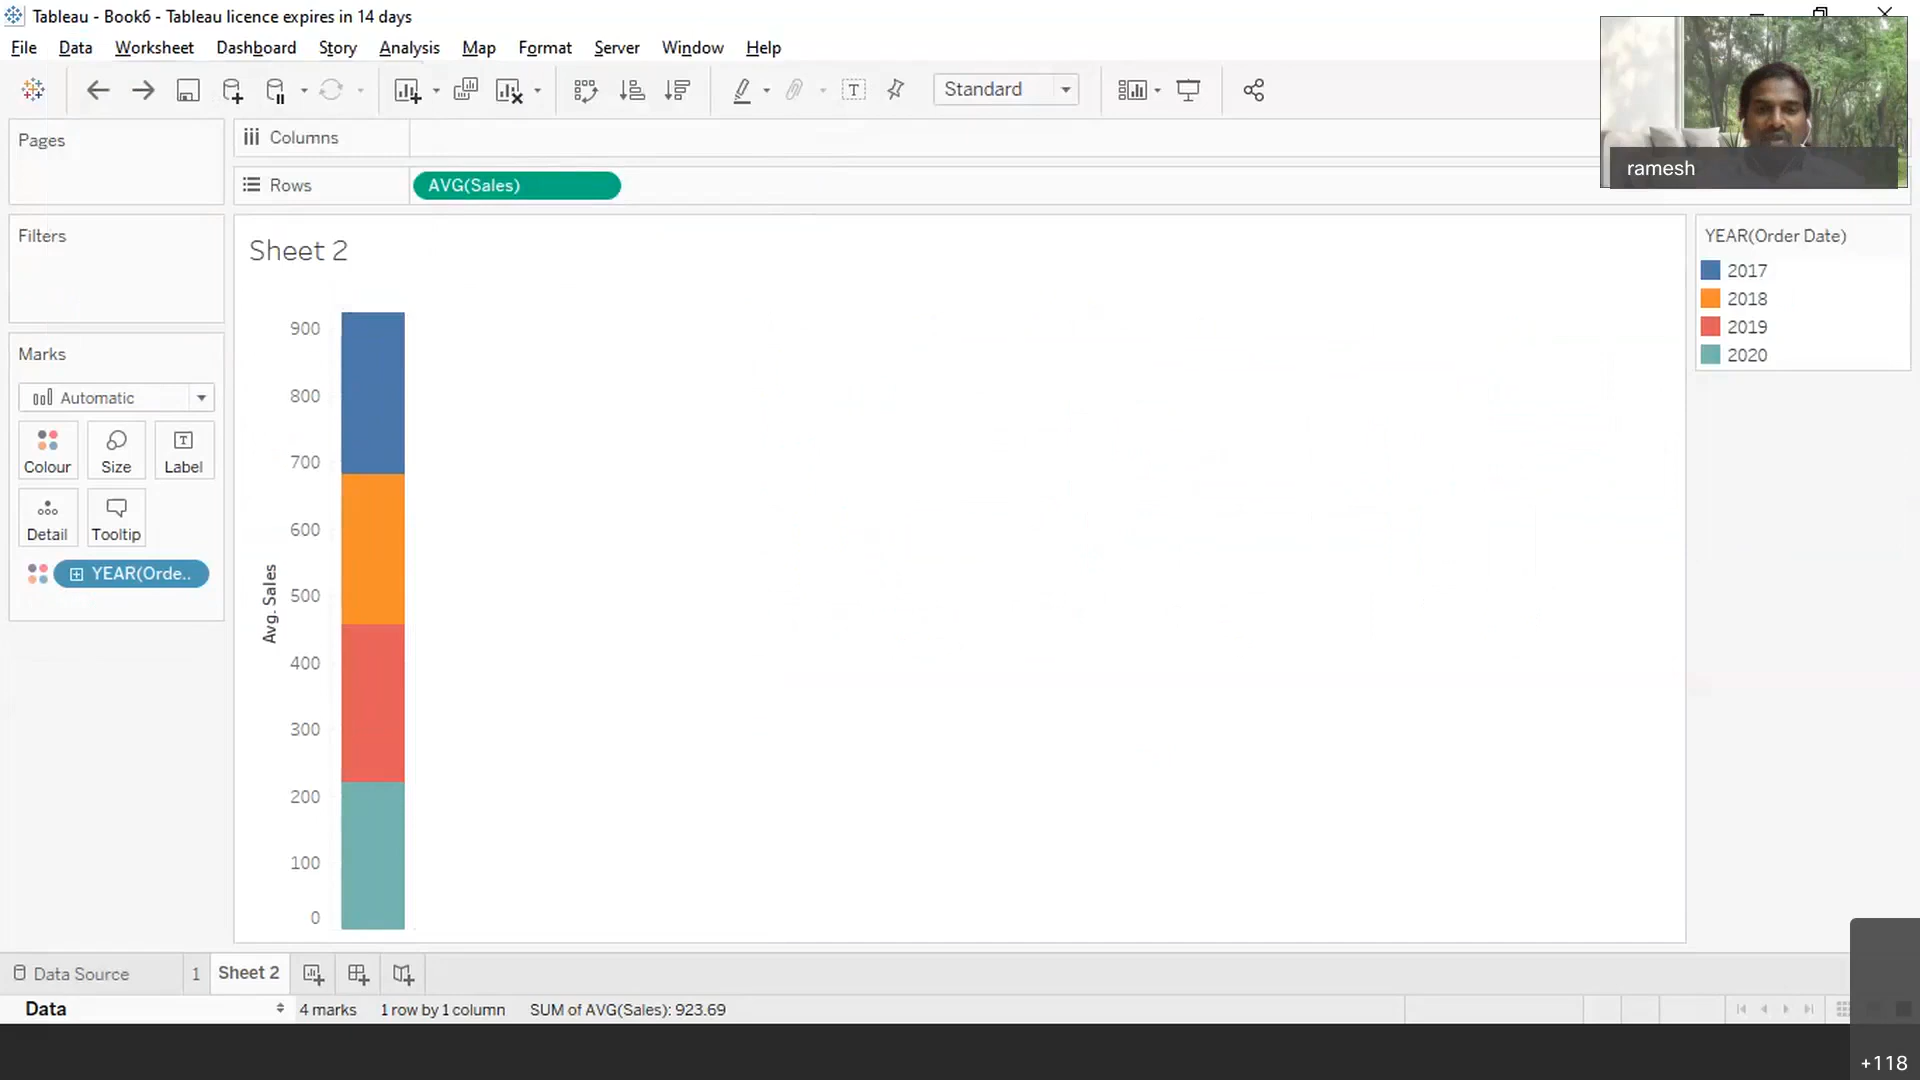 Tableau - Book6 - Tableau licence expires in 14 days
File Data Worksheet Dashboard Story Analysis Map Format Server Window Help
Standard
ramesh
Pages
Columns
Rows
AVG(Sales)
Filters
Marks
Automatic
Colour
Size
Label
Detail
Tooltip
YEAR(Orde..
Sheet 2
Avg. Sales
900
800
700
600
500
400
300
200
100
0
YEAR(Order Date)
2017
2018
2019
2020
Data Source
1
Sheet 2
Data
4 marks
1 row by 1 column
SUM of AVG(Sales): 923.69
+118